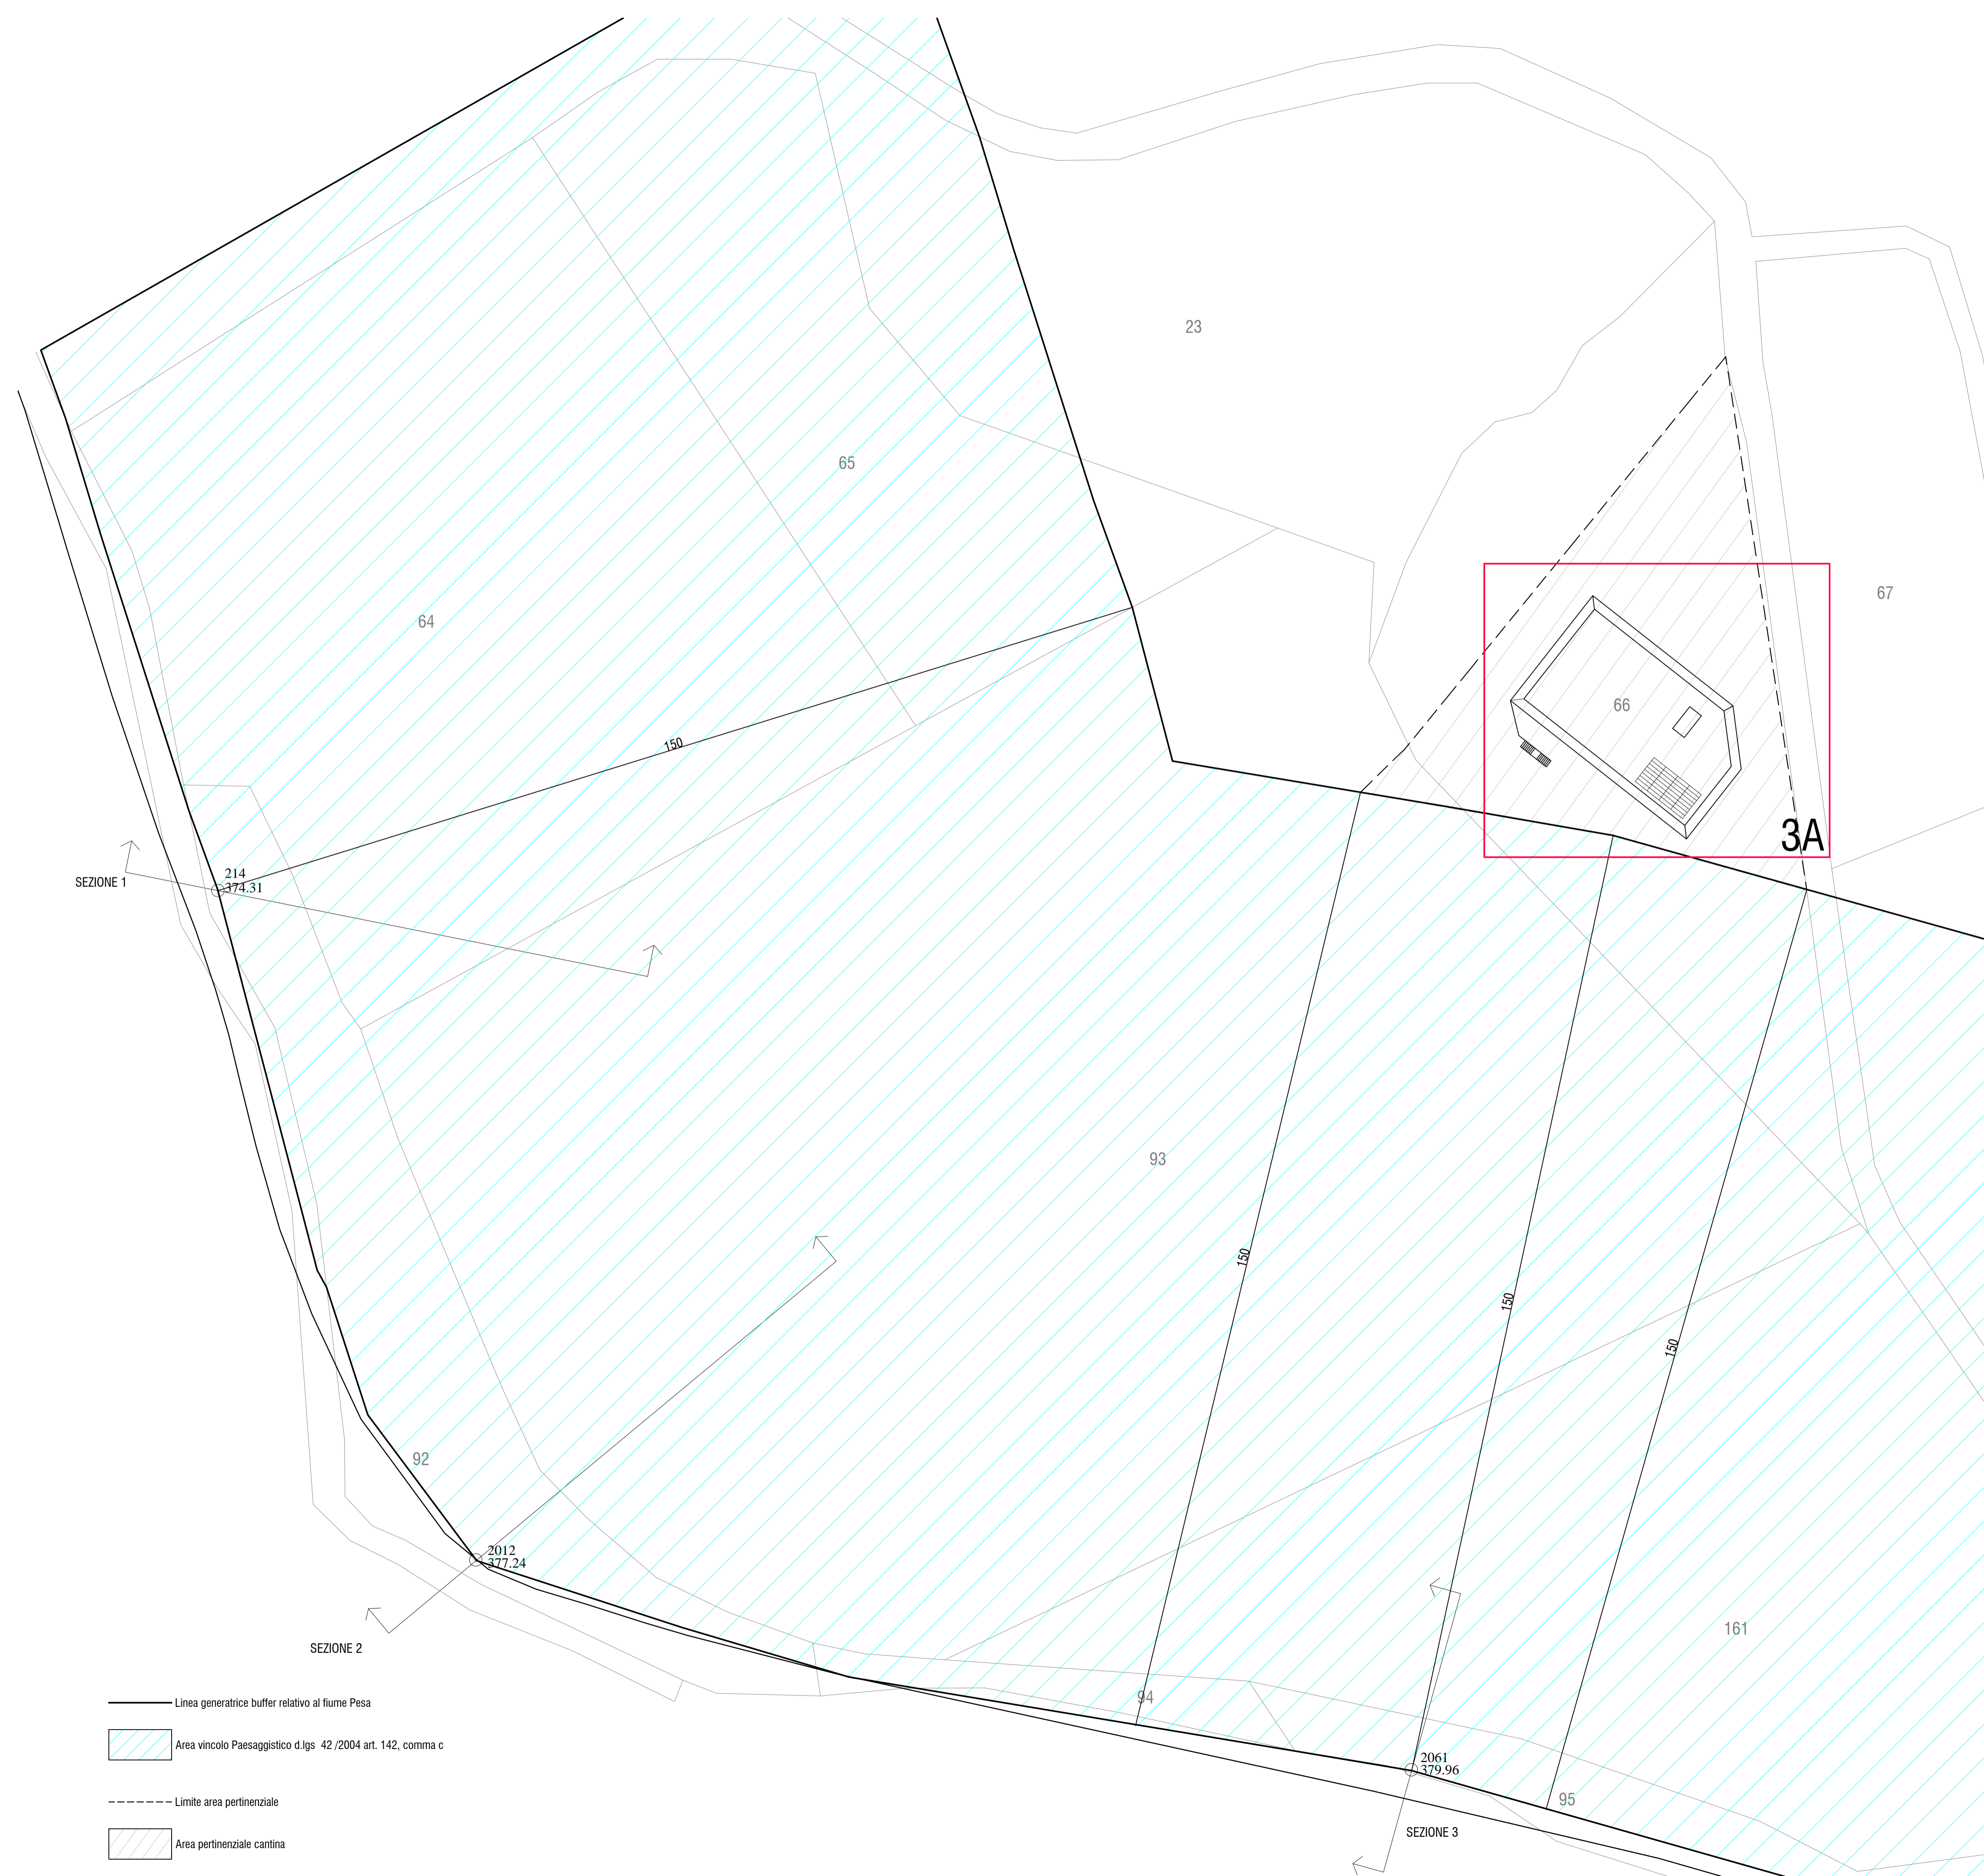 23
65
67
64
66
150
3A
214
374.31
SEZIONE 1
93
150
150
150
92
2012
377.24
161
SEZIONE 2
94
Linea generatrice buffer relativo al fiume Pesa
Area vincolo Paesaggistico d.lgs 42 /2004 art. 142, comma c
2061
379.96
95
Limite area pertinenziale
SEZIONE 3
Area pertinenziale cantina